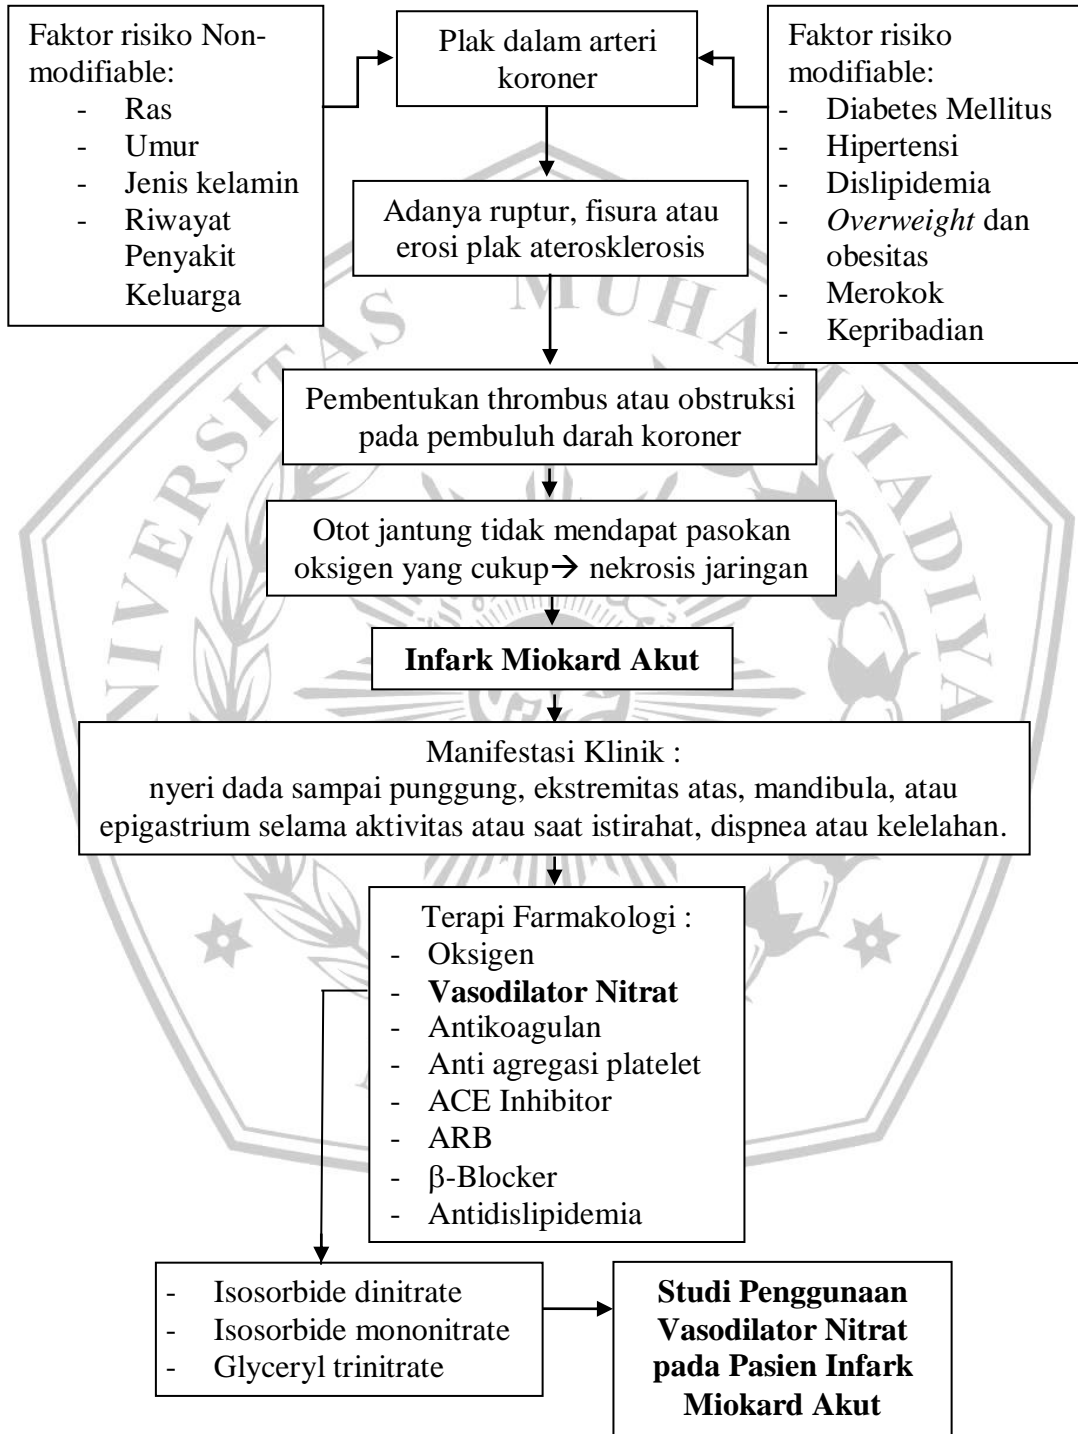 Faktor risiko Non-
modifiable:
- Ras
- Umur
- Jenis kelamin
- Riwayat
Penyakit
Keluarga
Plak dalam arteri
koroner
Faktor risiko
modifiable:
- Diabetes Mellitus
- Hipertensi
- Dislipidemia
- Overweight dan
obesitas
- Merokok
- Kepribadian
Adanya ruptur, fisura atau
erosi plak aterosklerosis
Pembentukan thrombus atau obstruksi
pada pembuluh darah koroner
Otot jantung tidak mendapat pasokan
oksigen yang cukup→ nekrosis jaringan
Infark Miokard Akut
Manifestasi Klinik :
nyeri dada sampai punggung, ekstremitas atas, mandibula, atau
epigastrium selama aktivitas atau saat istirahat, dispnea atau kelelahan.
Terapi Farmakologi :
- Oksigen
- Vasodilator Nitrat
- Antikoagulan
- Anti agregasi platelet
- ACE Inhibitor
- ARB
- β-Blocker
- Antidislipidemia
- Isosorbide dinitrate
- Isosorbide mononitrate
- Glyceryl trinitrate
Studi Penggunaan
Vasodilator Nitrat
pada Pasien Infark
Miokard Akut
UNIVERSITAS MUHAMMADIYA